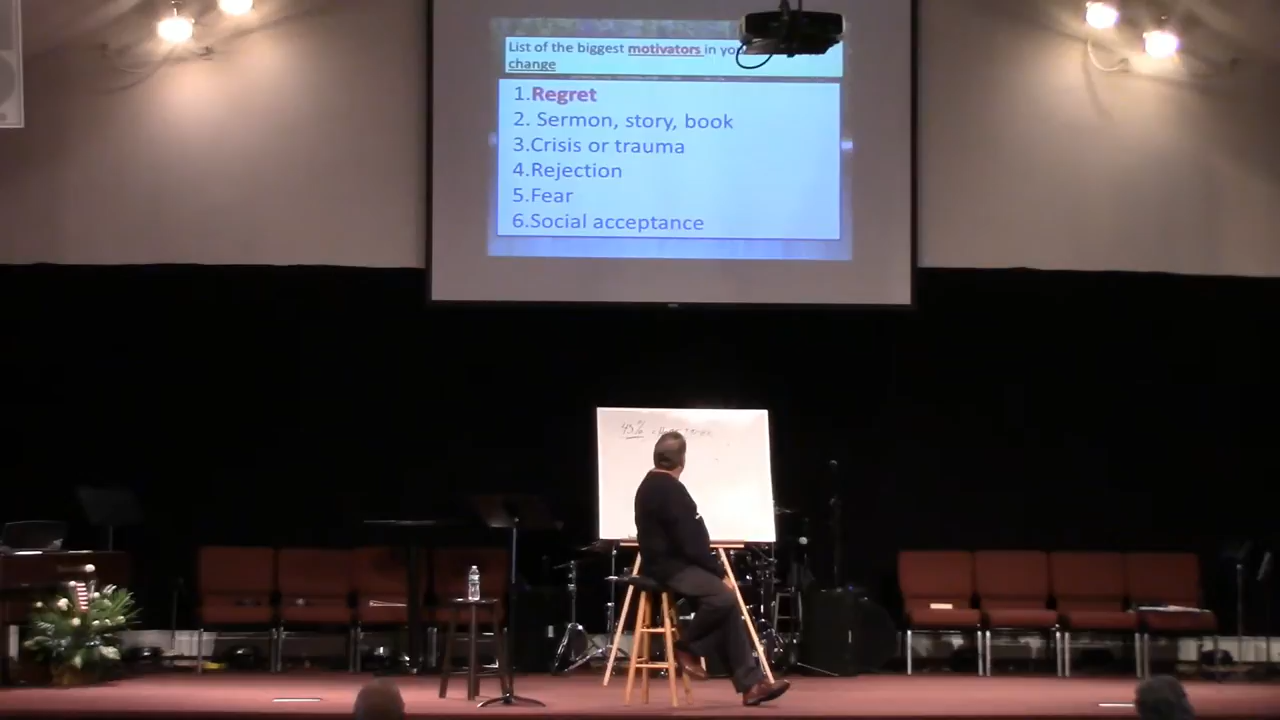 List of the biggest motivators in
change
1.Regret
2. Sermon, story, book
3.Crisis or trauma
4.Rejection
5.Fear
6.Social acceptance
45%